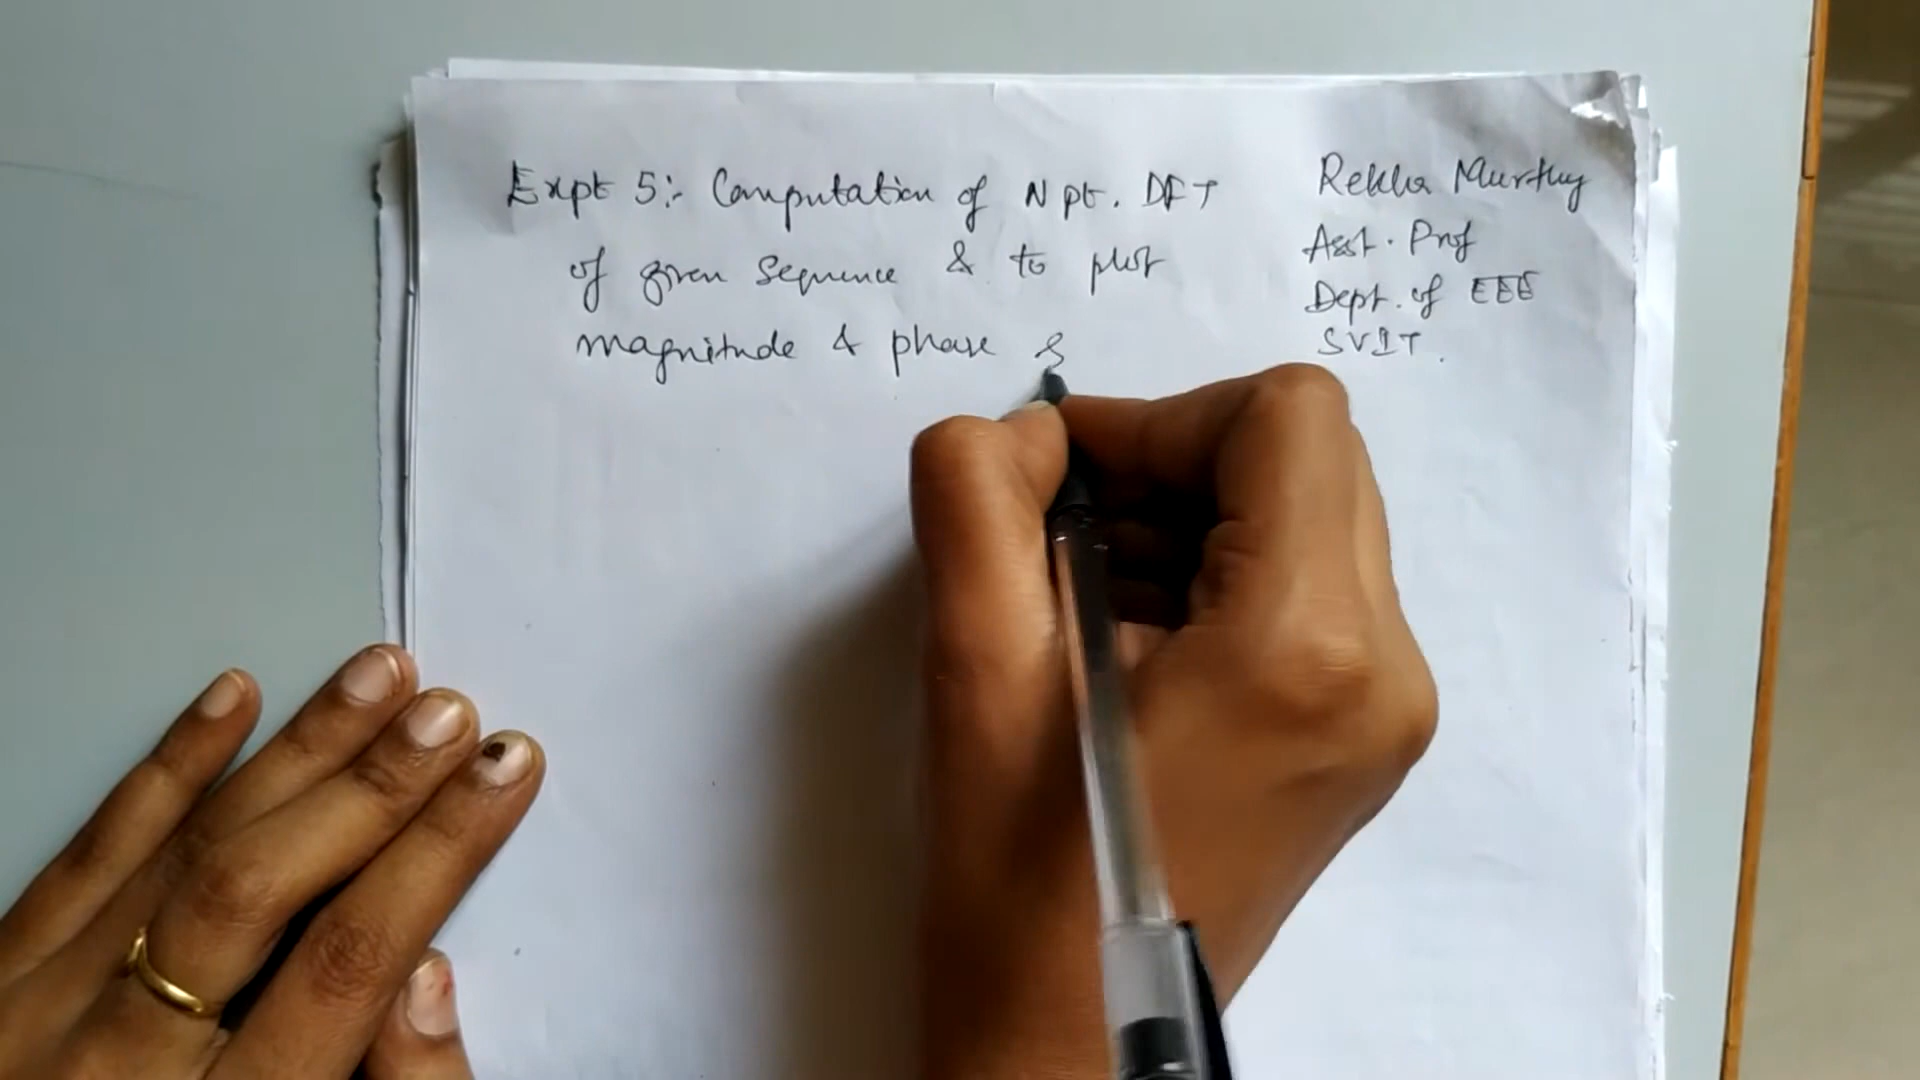 Expt 5:- Computation of N pt. DFT
of given sequence & to plot
magnitude & phase s
Rekha Murthy
Asst. Prof
Dept. of EEE
SVIT.